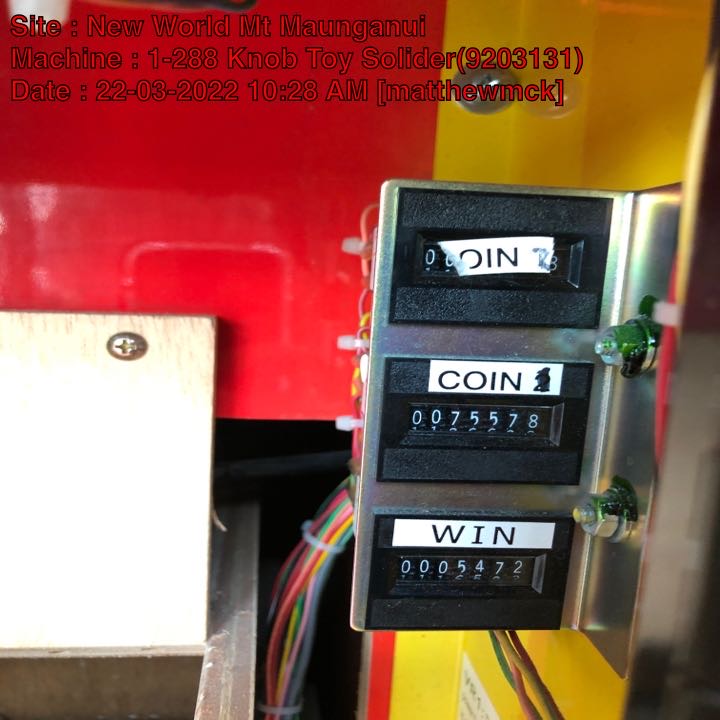 Site : New World Mt Maunganui
Machine : 1-288 Knob Toy Solider(9203131)
Date : 22-03-2022 10:28 AM [matthewmck]
COIN
COIN
0075578
WIN
0005472